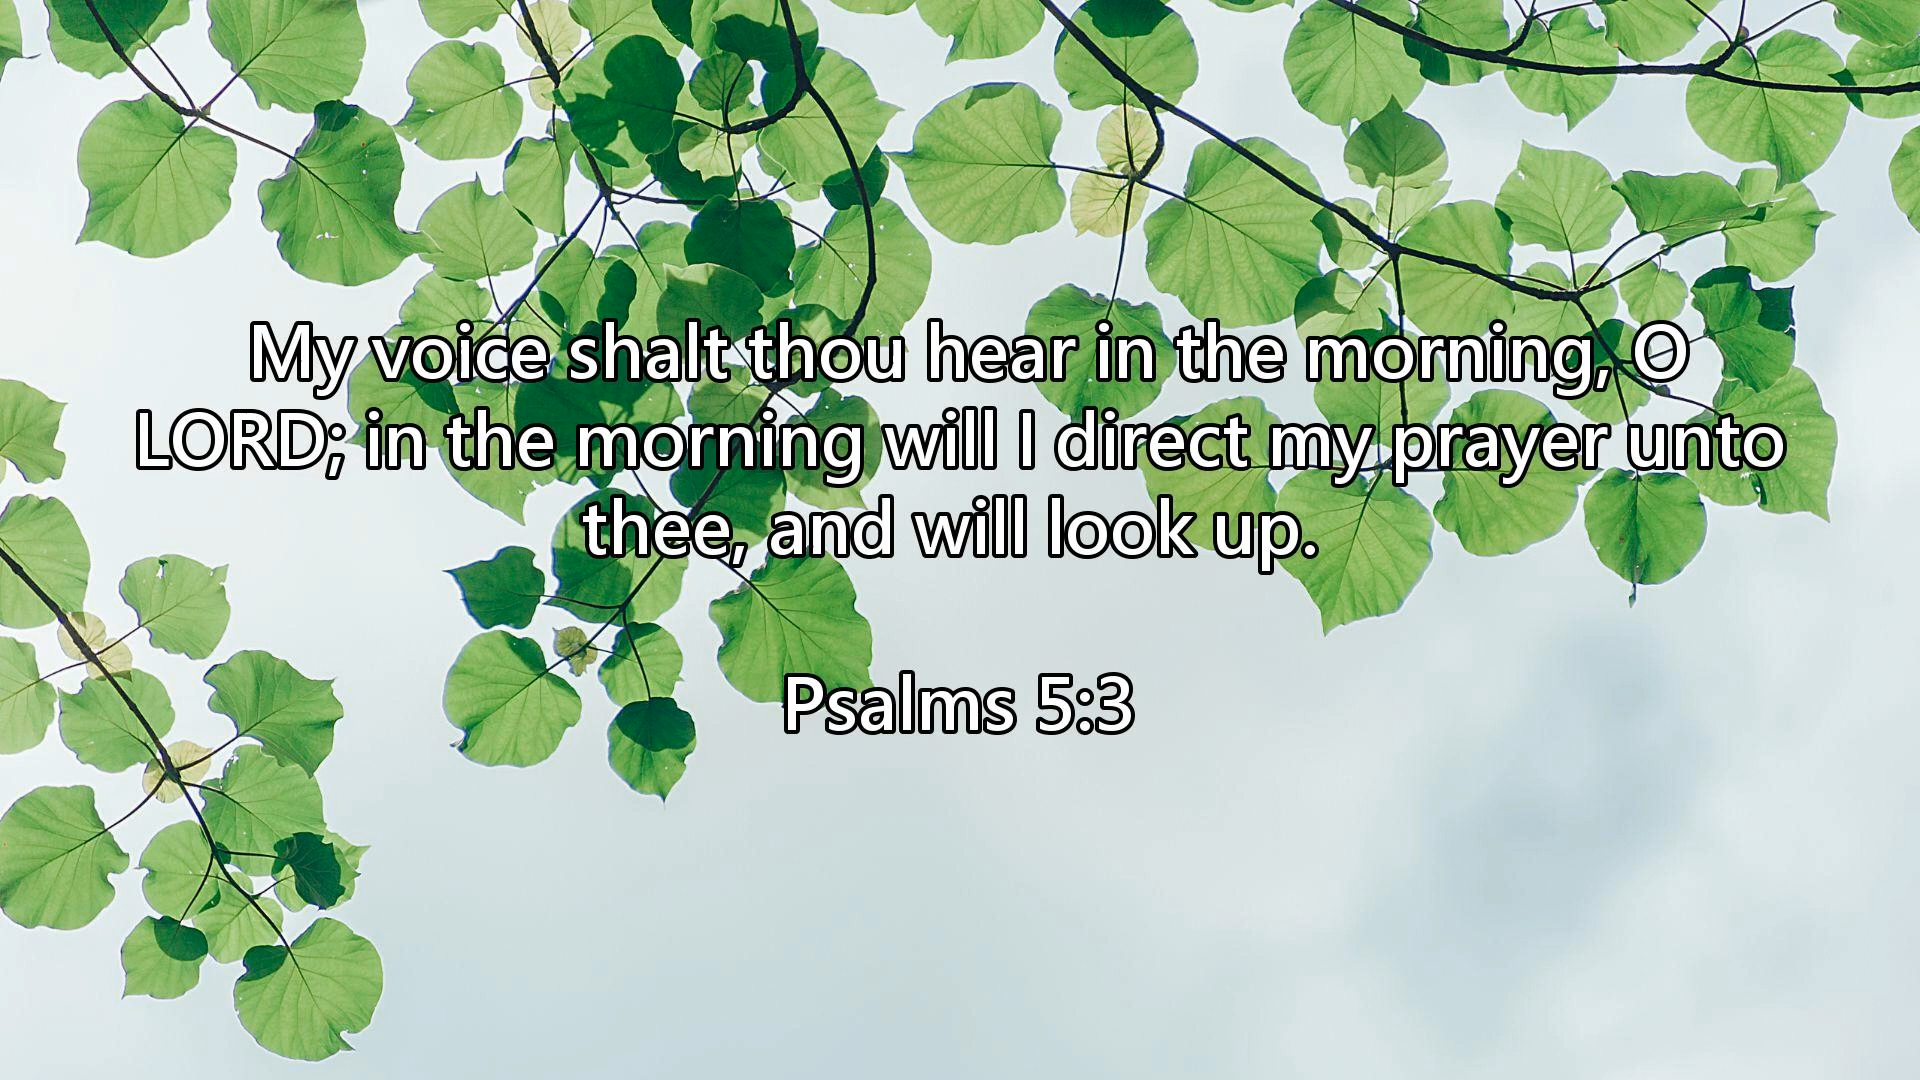 My voice shalt thou hear in the morning, O
LORD; in the morning will I direct my prayer unto
thee, and will look up.
Psalms 5:3